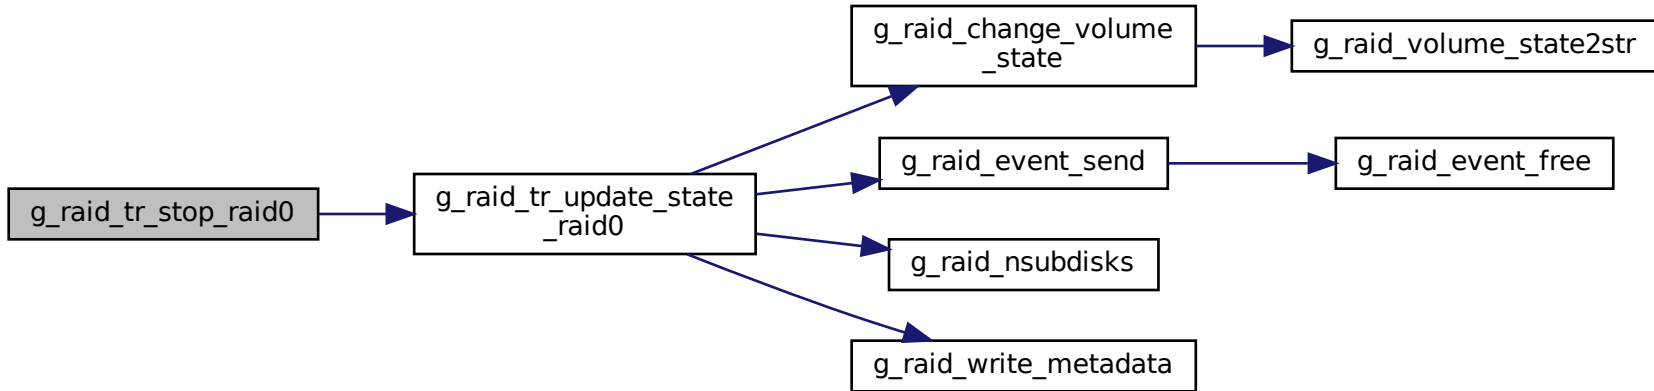 g_raid_tr_stop_raid0
g_raid_tr_update_state
_raid0
g_raid_change_volume
_state
g_raid_volume_state2str
g_raid_event_send
g_raid_event_free
g_raid_nsubdisks
g_raid_write_metadata